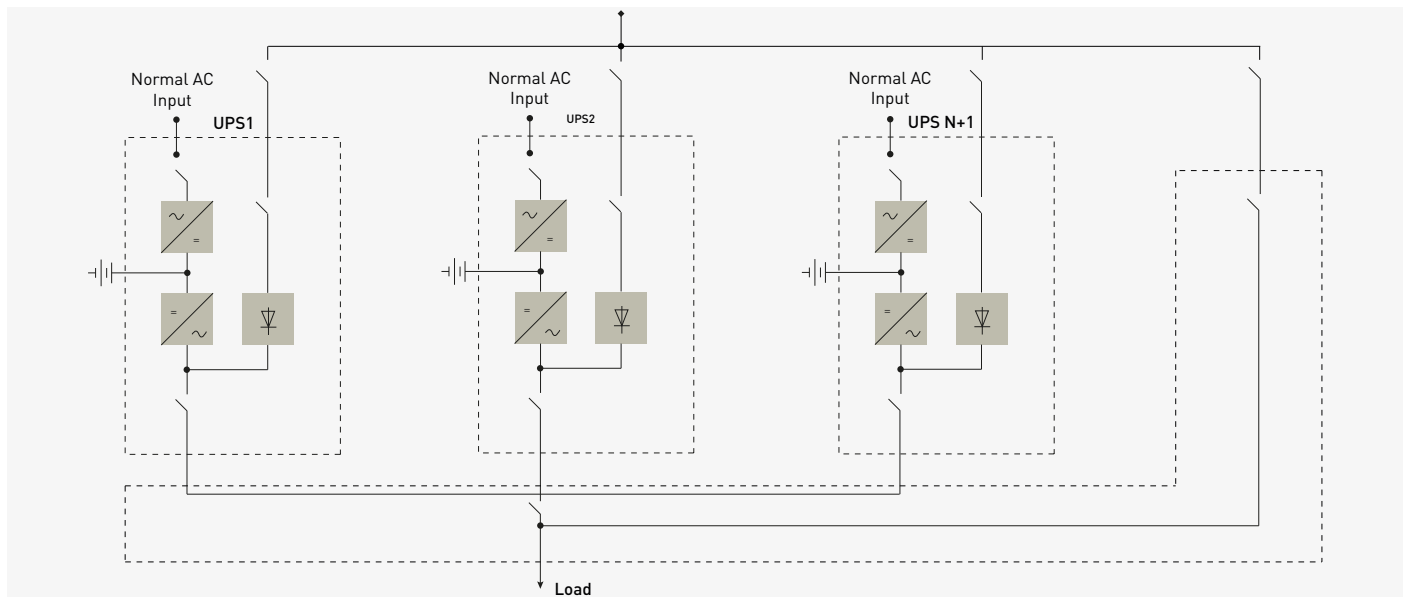 Normal AC
Input
UPS1
Normal AC
Input
UPS2
Normal AC
Input
UPS N+1
Load